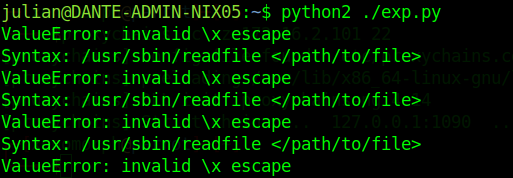 julian@DANTE-ADMIN-NIX05:~$ python2 ./exp.py
ValueError: invalid \x escape
Syntax: /usr/sbin/readfile </path/to/file>
ValueError: invalid \x escape
Syntax: /usr/sbin/readfile </path/to/file>
ValueError: invalid \x escape
Syntax: /usr/sbin/readfile </path/to/file>
ValueError: invalid \x escape